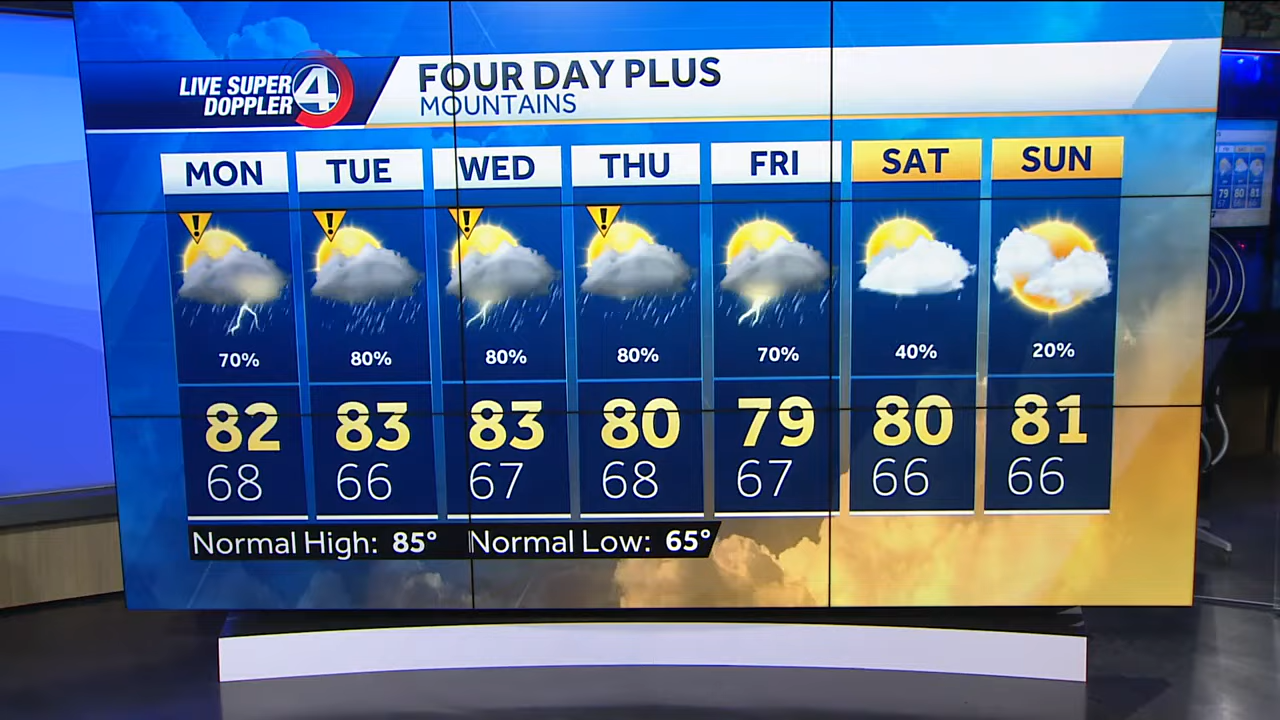 LIVE SUPER
DOPPLER 4
FOUR DAY PLUS
MOUNTAINS
MON TUE WED THU FRI SAT SUN
! ! ! !
70% 80% 80% 80% 70% 40% 20%
82 83 83 80 79 80 81
68 66 67 68 67 66 66
Normal High: 85° Normal Low: 65°